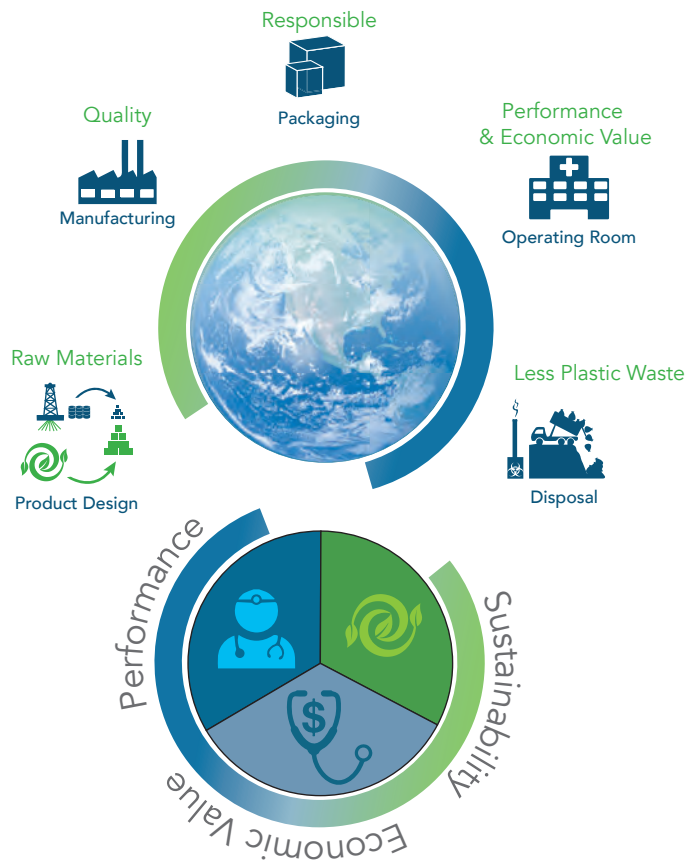 Responsible
Packaging
Quality
Manufacturing
Performance
& Economic Value
Operating Room
Raw Materials
Product Design
Less Plastic Waste
Disposal
Performance
$
Sustainability
Economic Value